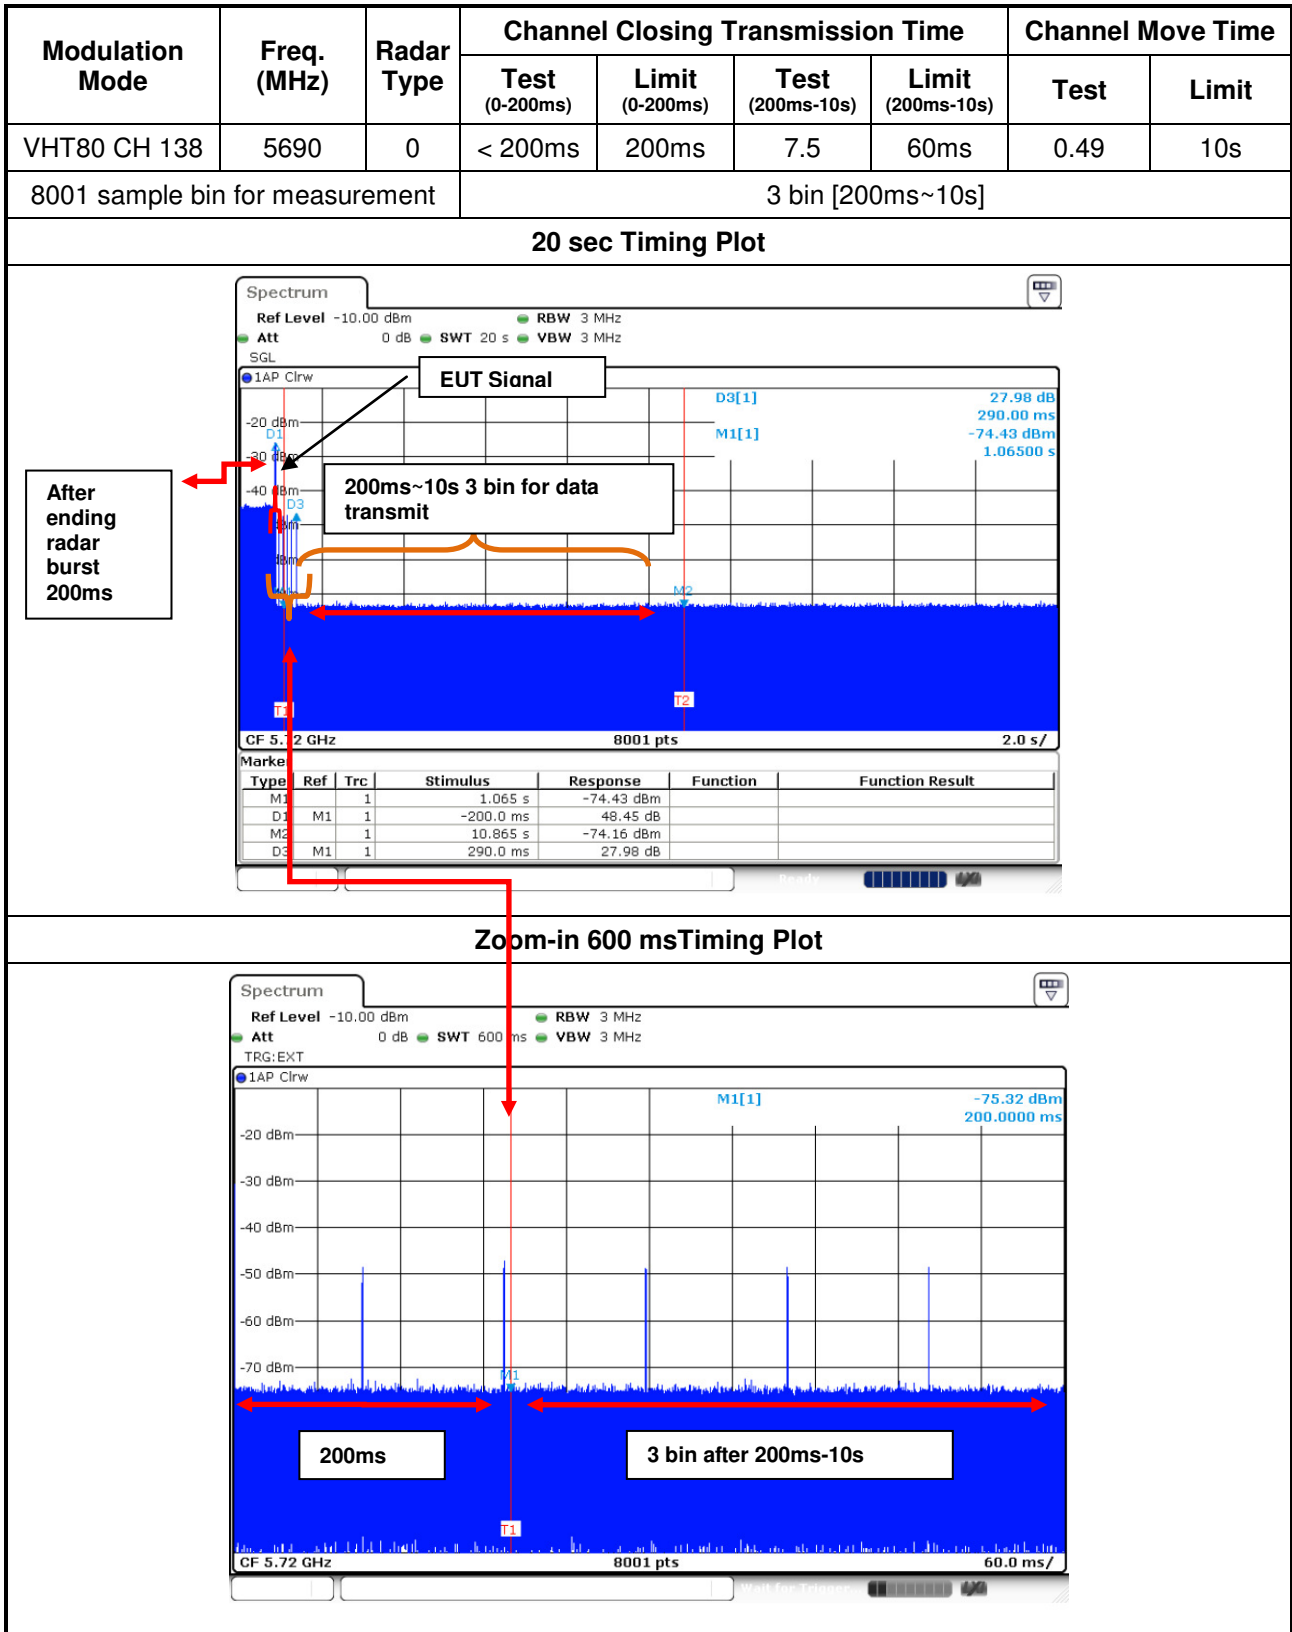 Modulation Mode | Freq. (MHz) | Radar Type | Channel Closing Transmission Time | Channel Move Time
Test (0-200ms) | Limit (0-200ms) | Test (200ms-10s) | Limit (200ms-10s) | Test | Limit
VHT80 CH 138 | 5690 | 0 | < 200ms | 200ms | 7.5 | 60ms | 0.49 | 10s
8001 sample bin for measurement | 3 bin [200ms~10s]
20 sec Timing Plot
Spectrum
Ref Level -10.00 dBm RBW 3 MHz
Att 0 dB SWT 20 s VBW 3 MHz
SGL
1AP Clrw
EUT Signal
D3[1] 27.98 dB
290.00 ms
M1[1] -74.43 dBm
1.06500 s
-20 dBm
D1
-30 dBm
-40 dBm
D3
After
ending
radar
burst
200ms
200ms~10s 3 bin for data
transmit
M2
T1
T2
CF 5.72 GHz 8001 pts 2.0 s/
Marker
Type | Ref | Trc | Stimulus | Response | Function | Function Result
M1 | 1 | 1.065 s | -74.43 dBm
D1 | M1 | 1 | -200.0 ms | 48.45 dB
M2 | 1 | 10.865 s | -74.16 dBm
D3 | M1 | 1 | 290.0 ms | 27.98 dB
Ready
Zoom-in 600 msTiming Plot
Spectrum
Ref Level -10.00 dBm RBW 3 MHz
Att 0 dB SWT 600 ms VBW 3 MHz
TRG:EXT
1AP Clrw
M1[1] -75.32 dBm
200.0000 ms
-20 dBm
-30 dBm
-40 dBm
-50 dBm
-60 dBm
-70 dBm
M1
200ms
3 bin after 200ms-10s
T1
CF 5.72 GHz 8001 pts 60.0 ms/
Wait for Trigger